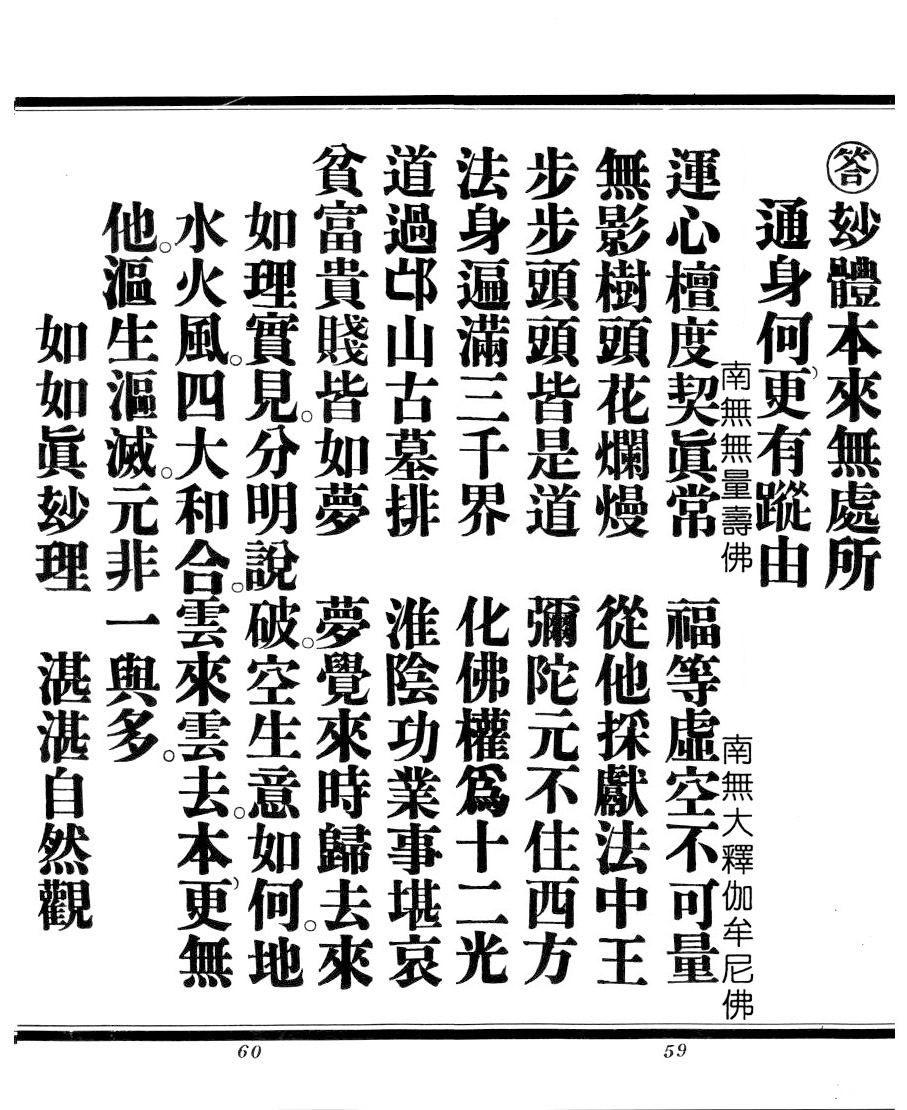 ㊀答妙體本來無處所
通身何更有蹤由
南無無量壽佛　南無大釋伽牟尼佛
運心檀度契眞常　福等虛空不可量
無影樹頭花爛熳　從他採獻法中王
步步頭頭皆是道　彌陀元不住西方
法身遍滿三千界　化佛權爲十二光
道過邙山古墓排　淮陰功業事堪哀
貧富貴賤皆如夢　夢覺來時歸去來
如理實見。分明說破。空生意如何。地
水火風。四大和合。雲來雲去。本更無
他。漚生漚滅。元非一與多。
如如眞妙理　湛湛自然觀
60
59